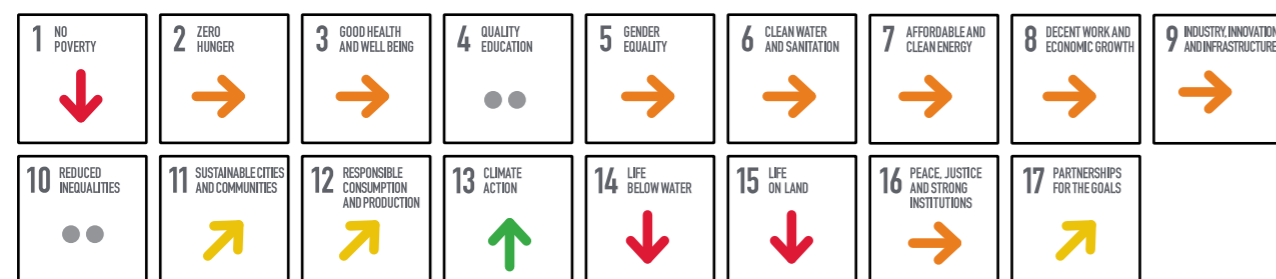 1 NO
POVERTY
2 ZERO
HUNGER
3 GOOD HEALTH
AND WELL BEING
4 QUALITY
EDUCATION
5 GENDER
EQUALITY
6 CLEAN WATER
AND SANITATION
7 AFFORDABLE AND
CLEAN ENERGY
8 DECENT WORK AND
ECONOMIC GROWTH
9 INDUSTRY, INNOVATION
AND INFRASTRUCTURE
10 REDUCED
INEQUALITIES
11 SUSTAINABLE CITIES
AND COMMUNITIES
12 RESPONSIBLE
CONSUMPTION
AND PRODUCTION
13 CLIMATE
ACTION
14 LIFE
BELOW WATER
15 LIFE
ON LAND
16 PEACE, JUSTICE
AND STRONG
INSTITUTIONS
17 PARTNERSHIPS
FOR THE GOALS